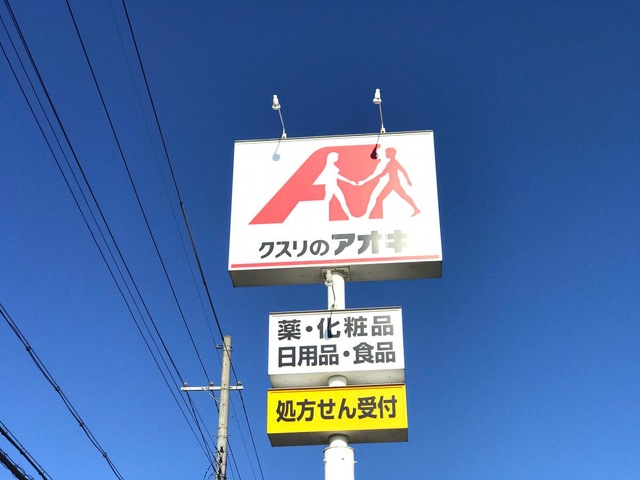 クスリのアオキ
薬・化粧品
日用品・食品
処方せん受付